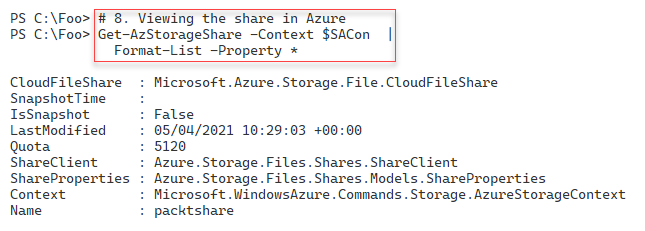 PS C:\Foo> # 8. Viewing the share in Azure
PS C:\Foo> Get-AzStorageShare -Context $SACon  |
             Format-List -Property *
CloudFileShare  : Microsoft.Azure.Storage.File.CloudFileShare
SnapshotTime    :
IsSnapshot      : False
LastModified    : 05/04/2021 10:29:03 +00:00
Quota           : 5120
ShareClient     : Azure.Storage.Files.Shares.ShareClient
ShareProperties : Azure.Storage.Files.Shares.Models.ShareProperties
Context         : Microsoft.WindowsAzure.Commands.Storage.AzureStorageContext
Name            : packtshare